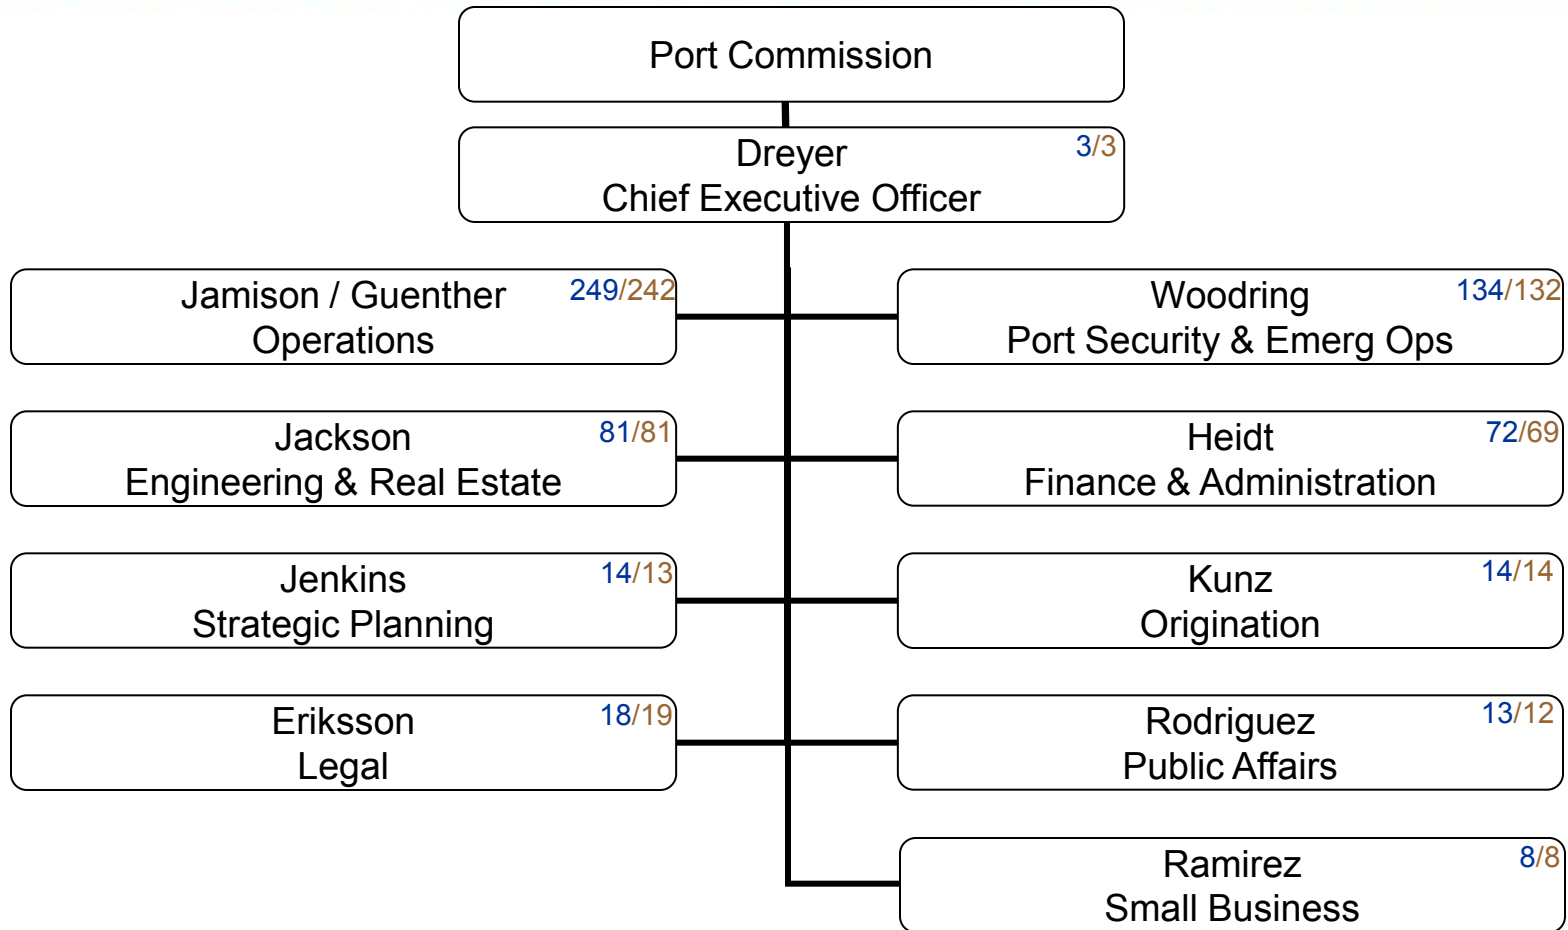 Port Commission
Dreyer 3/3
Chief Executive Officer
Jamison / Guenther 249/242
Operations
Woodring 134/132
Port Security & Emerg Ops
Jackson 81/81
Engineering & Real Estate
Heidt 72/69
Finance & Administration
Jenkins 14/13
Strategic Planning
Kunz 14/14
Origination
Eriksson 18/19
Legal
Rodriguez 13/12
Public Affairs
Ramirez 8/8
Small Business